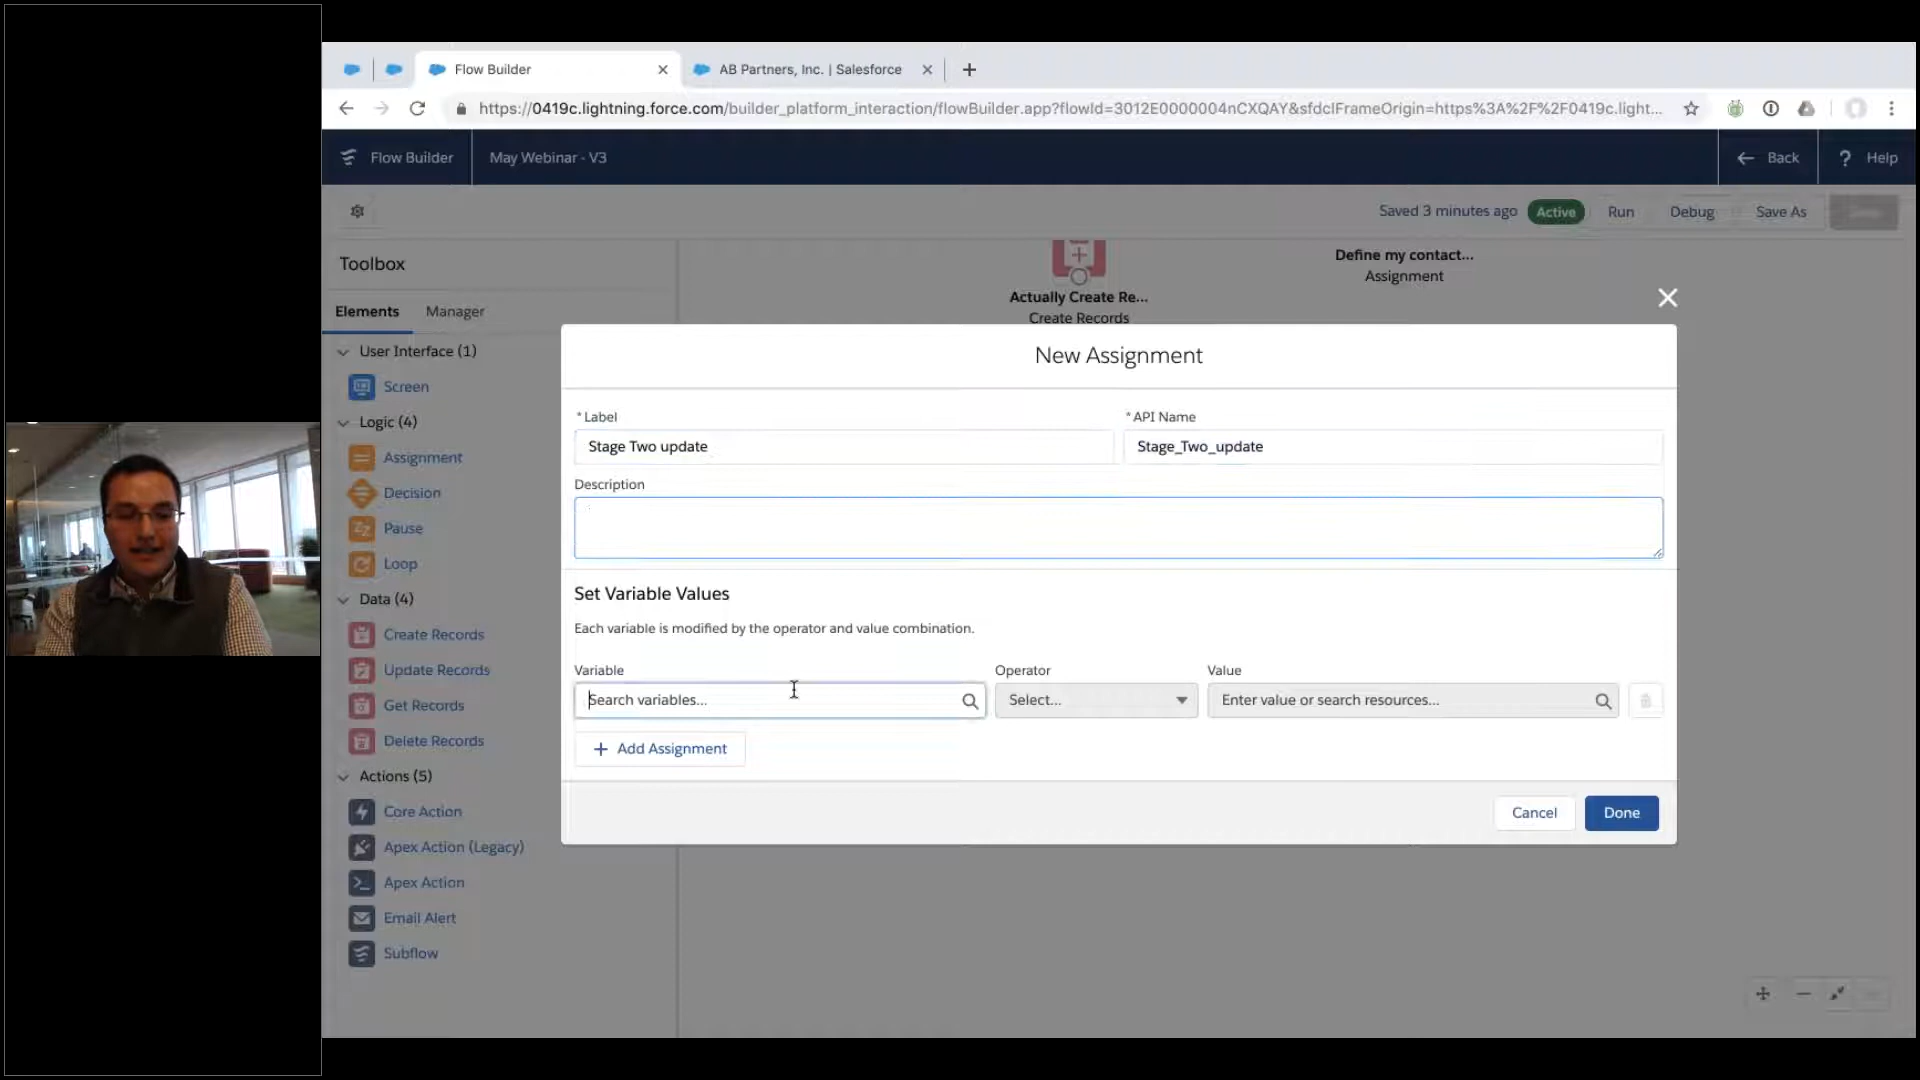 Flow Builder
AB Partners, Inc. | Salesforce
https://0419c.lightning.force.com/builder_platform_interaction/flowBuilder.app?flowId=3012E0000004nCXQAY&sfdcIFrameOrigin=https%3A%2F%2F0419c.light...
Flow Builder
May Webinar - V3
Back
? Help
Saved 3 minutes ago
Active
Run
Debug
Save As
Toolbox
Elements
Manager
User Interface (1)
Screen
Logic (4)
Assignment
Decision
Pause
Loop
Data (4)
Create Records
Update Records
Get Records
Delete Records
Actions (5)
Core Action
Apex Action (Legacy)
Apex Action
Email Alert
Subflow
Actually Create Re...
Create Records
Define my contact...
Assignment
New Assignment
* Label
Stage Two update
* API Name
Stage_Two_update
Description
Set Variable Values
Each variable is modified by the operator and value combination.
Variable
Operator
Value
Search variables...
Select...
Enter value or search resources...
+ Add Assignment
Cancel
Done